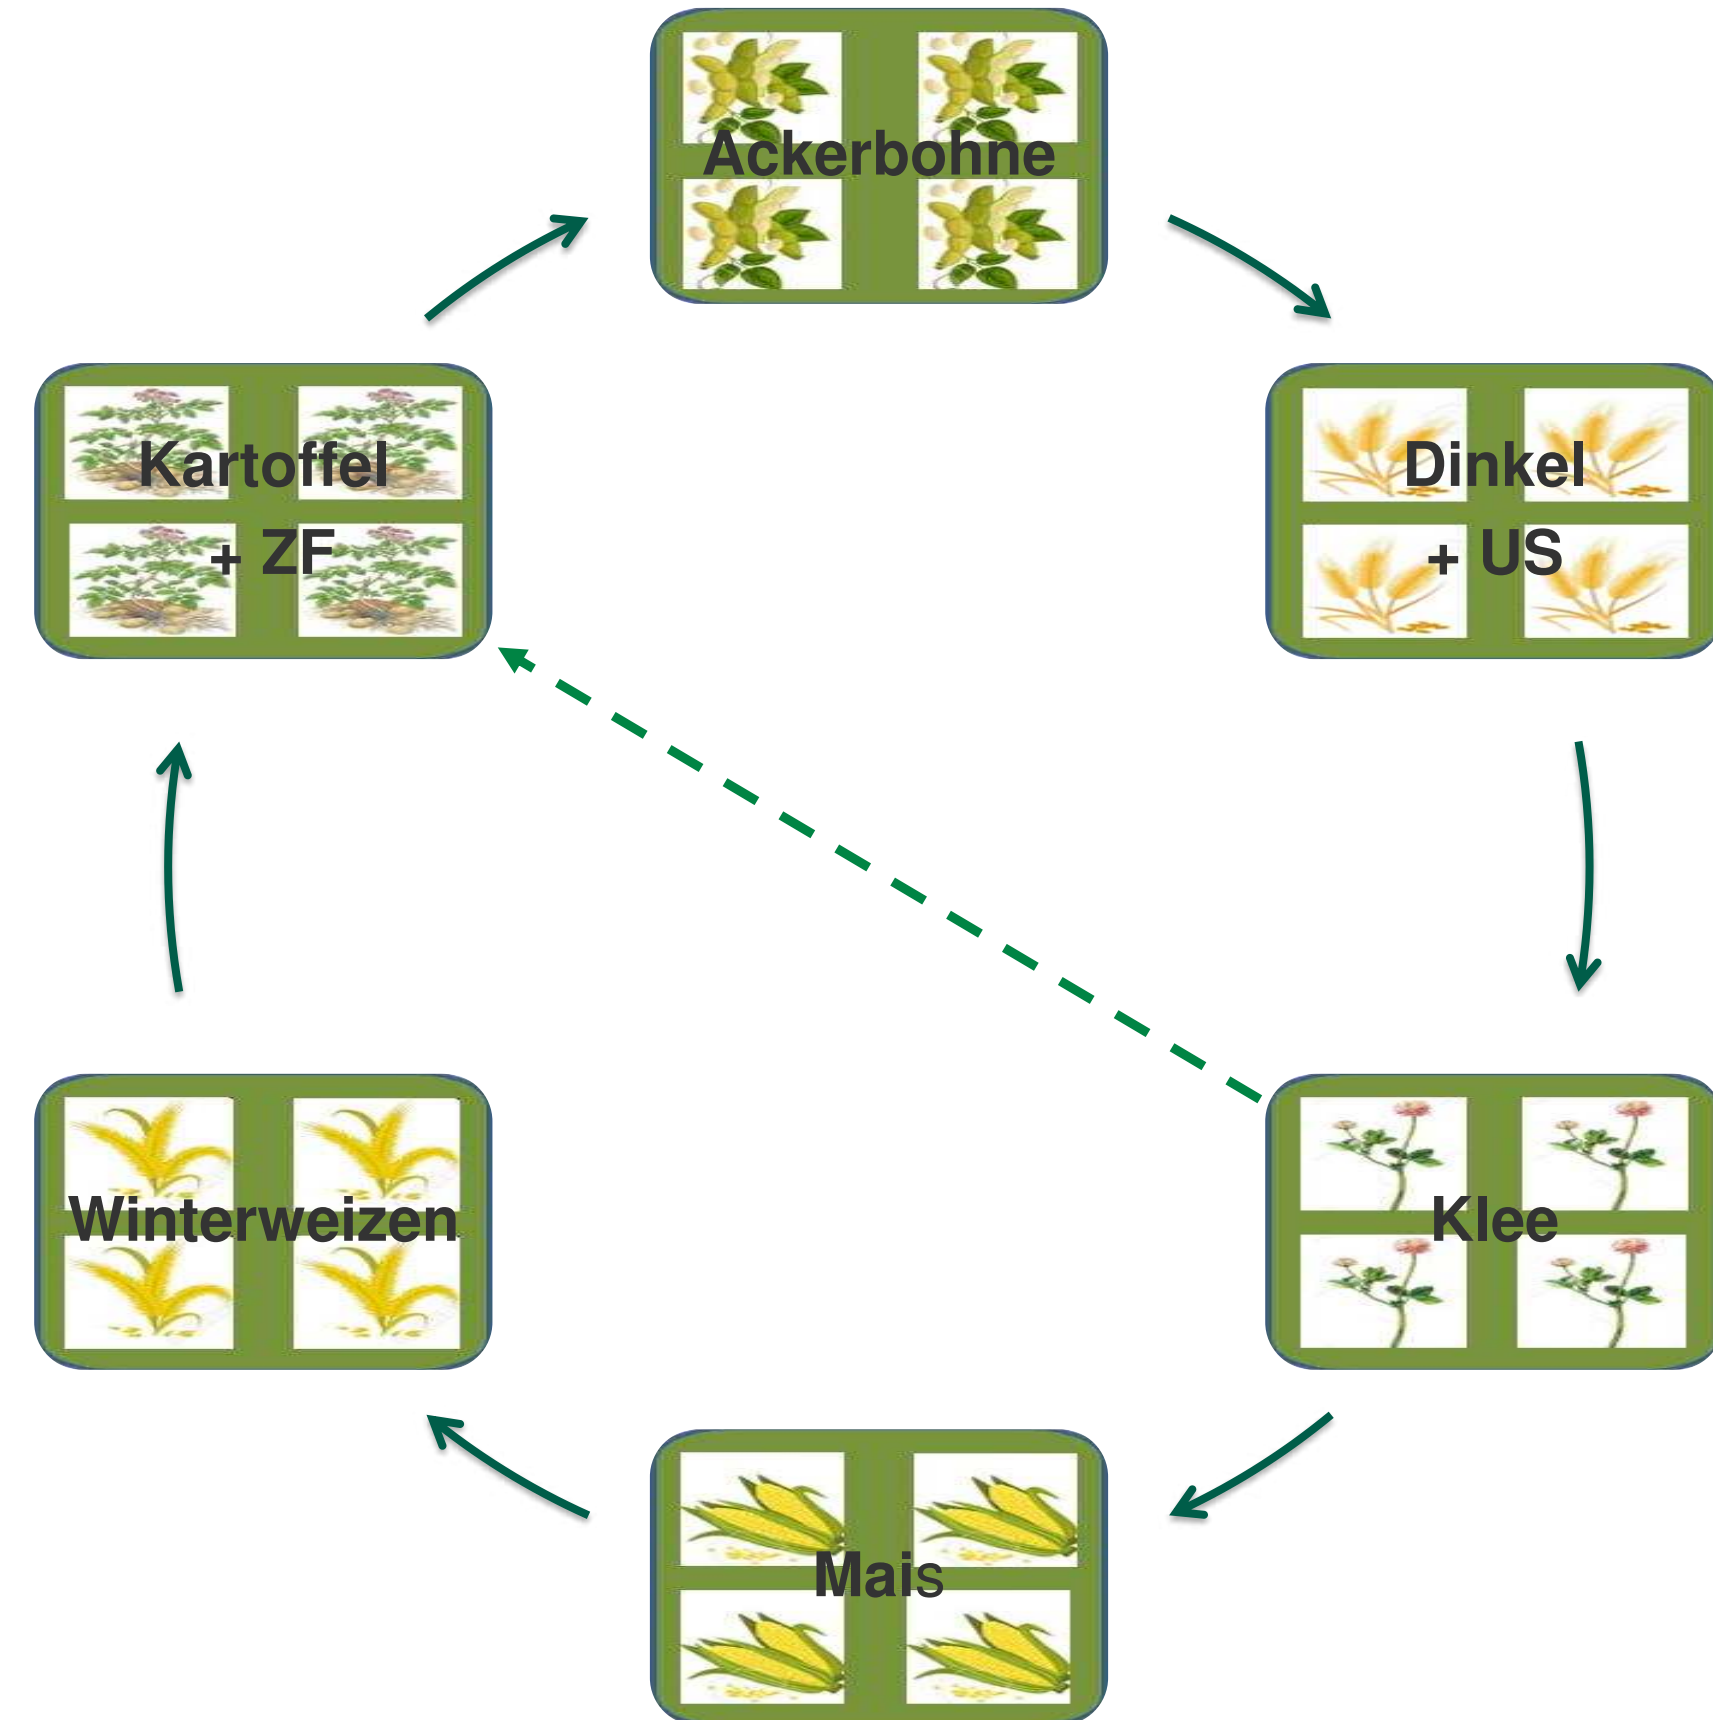 Ackerbohne
Dinkel
+ US
Klee
Mais
Winterweizen
Kartoffel
+ ZF